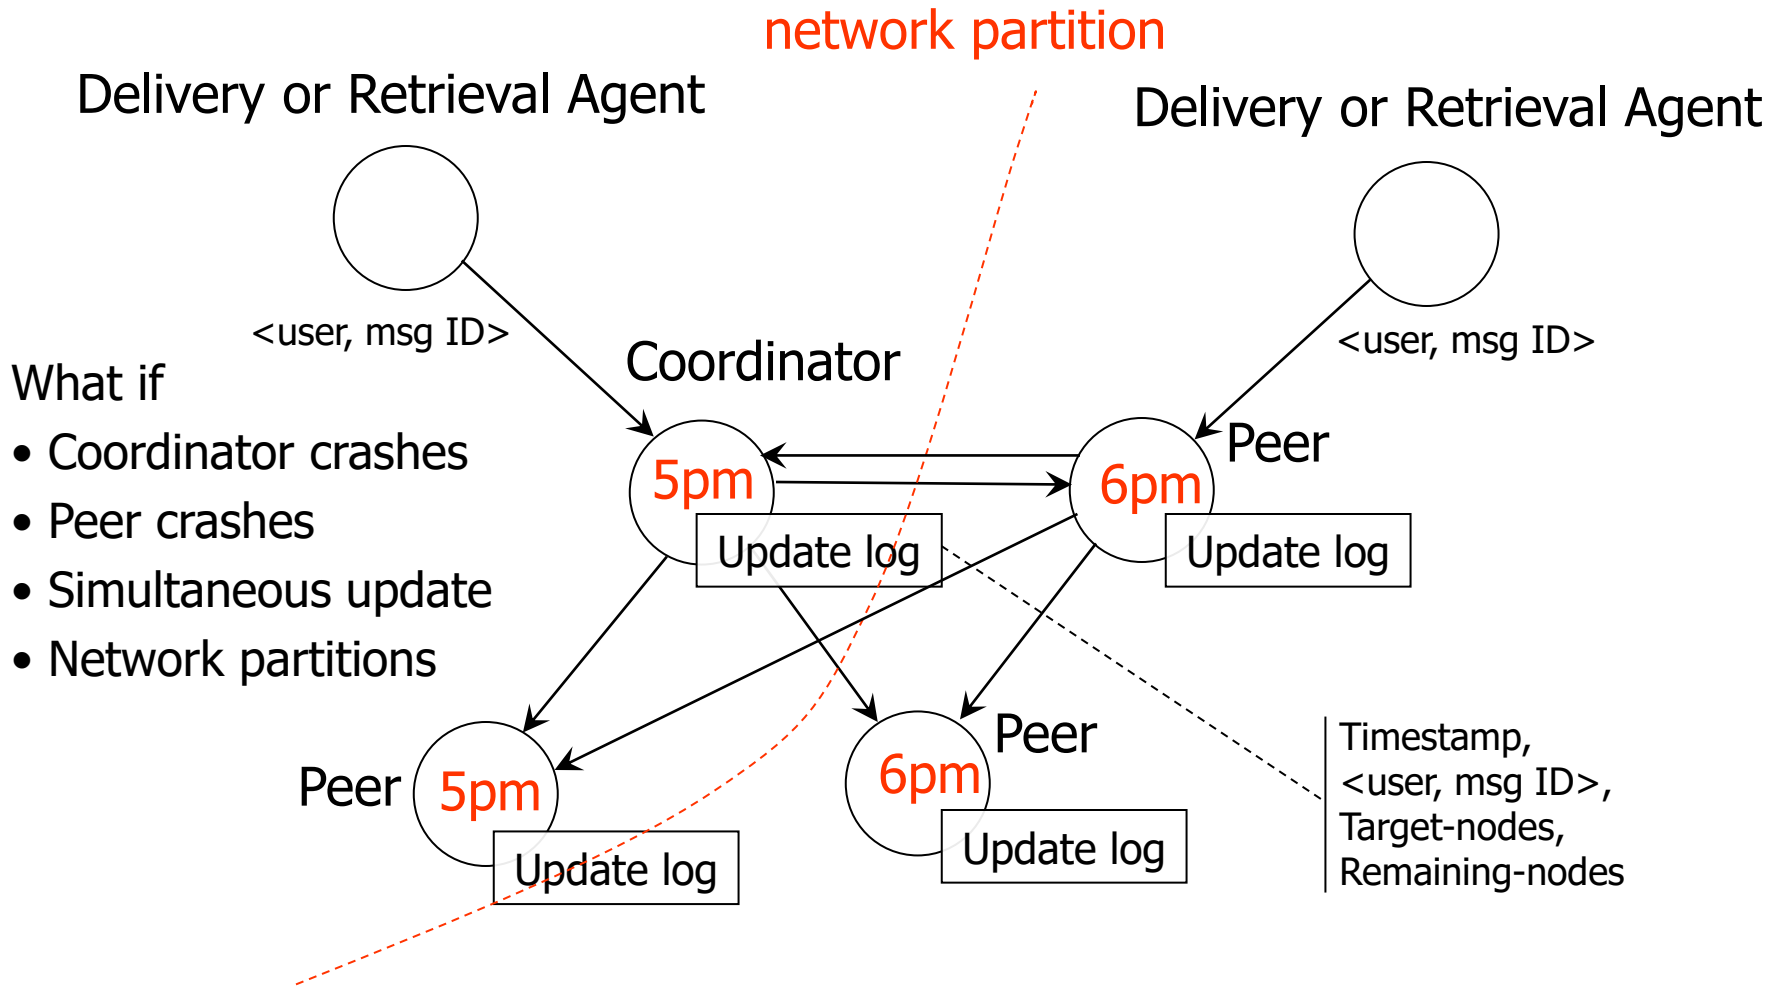 network partition
Delivery or Retrieval Agent
Delivery or Retrieval Agent
<user, msg ID>
<user, msg ID>
What if
• Coordinator crashes
• Peer crashes
• Simultaneous update
• Network partitions
Coordinator
5pm
Update log
Peer
6pm
Update log
Peer
5pm
Update log
Peer
6pm
Update log
Timestamp,
<user, msg ID>,
Target-nodes,
Remaining-nodes